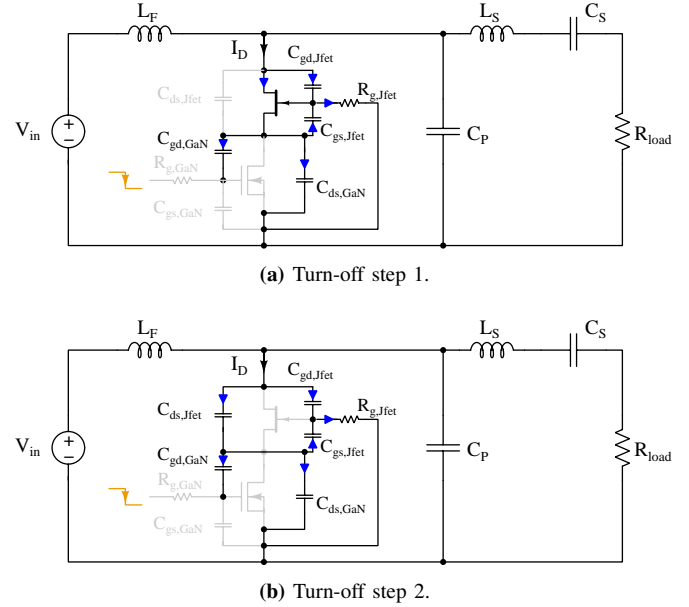 L_F L_S C_S
I_D C_gd,Jfet
C_ds,Jfet R_g,Jfet
V_in + − C_gd,GaN C_gs,Jfet C_P R_load
R_g,GaN C_ds,GaN
C_gs,GaN
(a) Turn-off step 1.
L_F L_S C_S
I_D C_gd,Jfet
C_ds,Jfet R_g,Jfet
V_in + − C_gd,GaN C_gs,Jfet C_P R_load
R_g,GaN C_ds,GaN
C_gs,GaN
(b) Turn-off step 2.